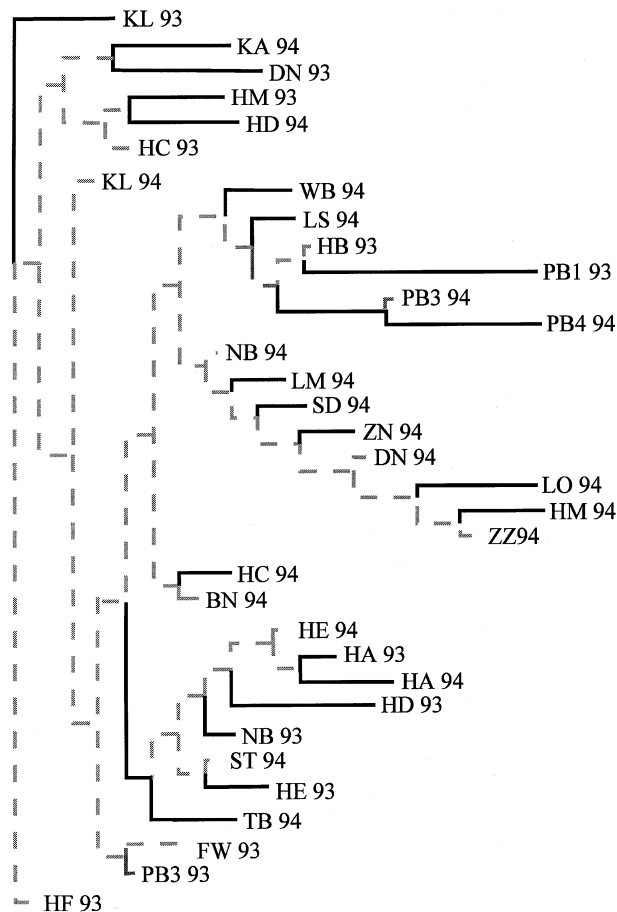 KL 93
KA 94
DN 93
HM 93
HD 94
HC 93
KL 94
WB 94
LS 94
HB 93
PB1 93
PB3 94
PB4 94
NB 94
LM 94
SD 94
ZN 94
DN 94
LO 94
HM 94
ZZ94
HC 94
BN 94
HE 94
HA 93
HA 94
HD 93
NB 93
ST 94
HE 93
TB 94
FW 93
PB3 93
HF 93